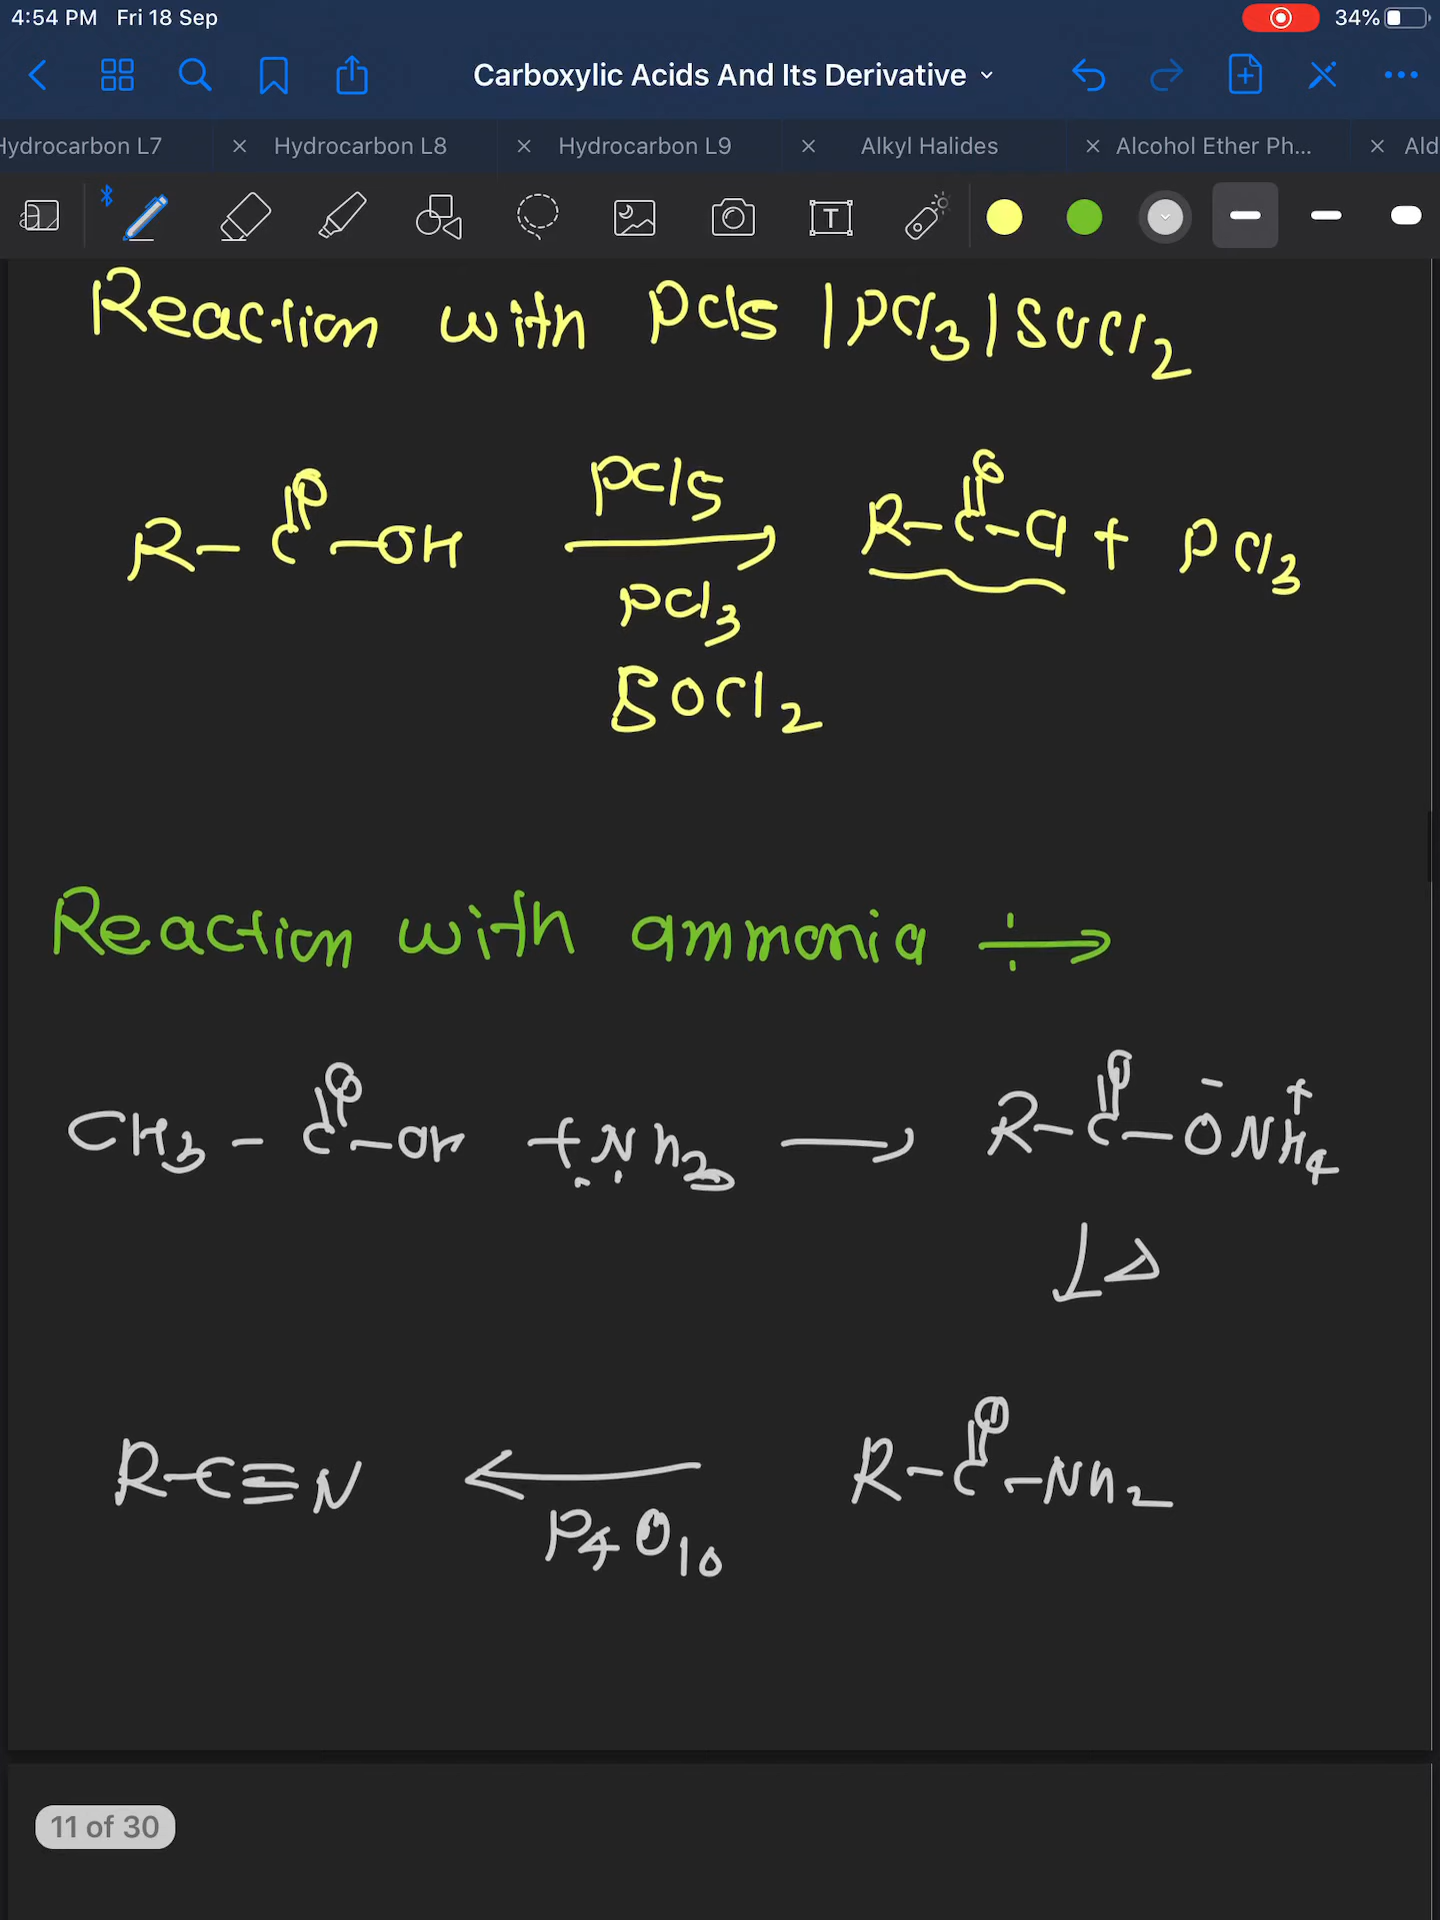 4:54 PM Fri 18 Sep 34%
Carboxylic Acids And Its Derivative
Hydrocarbon L7 × Hydrocarbon L8 × Hydrocarbon L9 × Alkyl Halides × Alcohol Ether Ph... × Ald
T
Reaction with PCl5 | PCl3 | SOCl2
R-C-OH PCl5 R-C-Cl + PCl3
O O
PCl3
SOCl2
Reaction with ammonia ÷→
CH3-C-OH + NH3 → R-C-O⁻NH4⁺
O O
↓Δ
R-C≡N ← R-C-NH2
O
P4O10
11 of 30